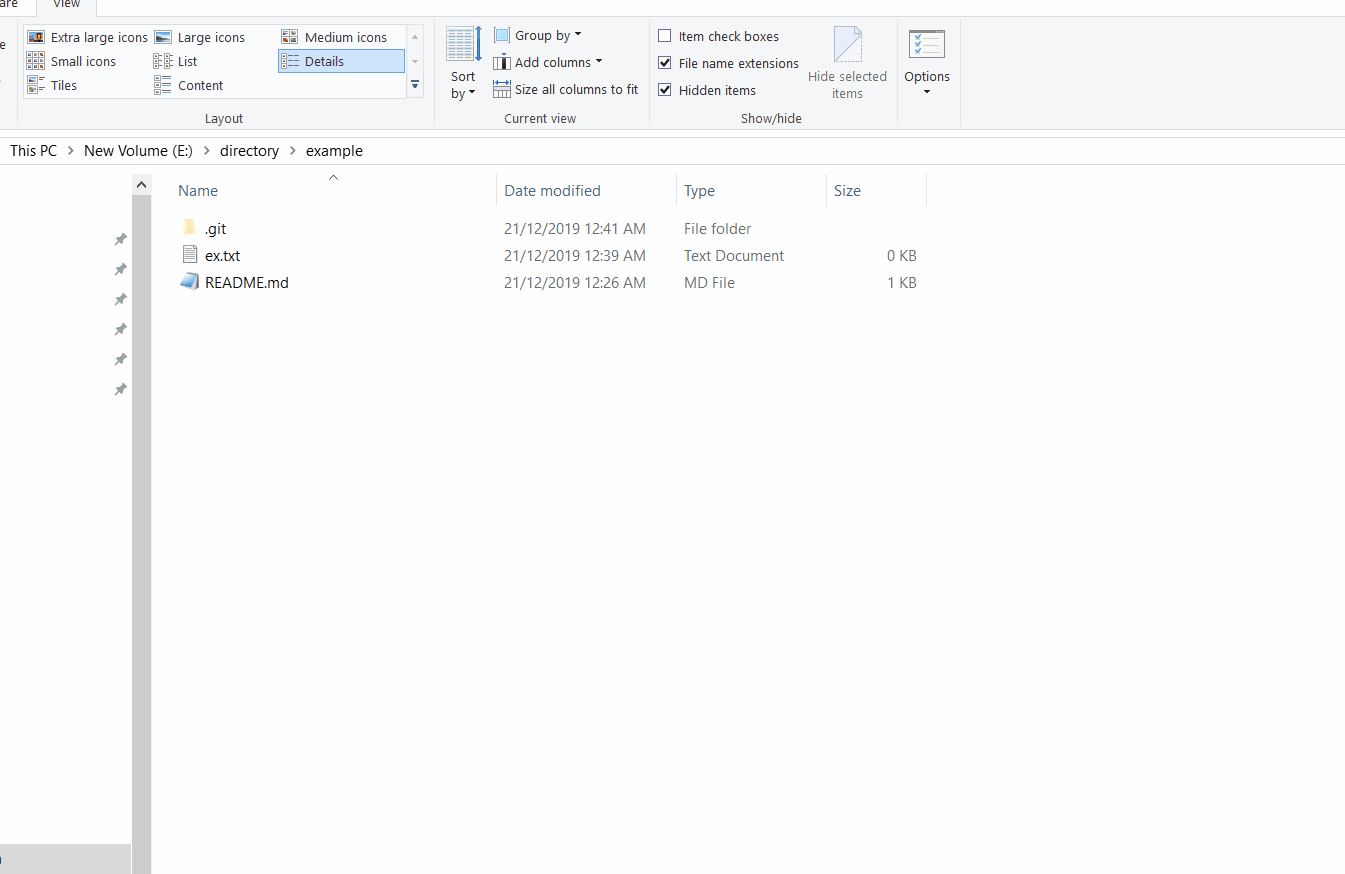 are View
e
Extra large icons Large icons Medium icons
Small icons List Details
Tiles Content
Layout
Sort by
Group by
Add columns
Size all columns to fit
Current view
Item check boxes
File name extensions
Hidden items
Hide selected items
Show/hide
Options
This PC > New Volume (E:) > directory > example
Name Date modified Type Size
.git 21/12/2019 12:41 AM File folder
ex.txt 21/12/2019 12:39 AM Text Document 0 KB
README.md 21/12/2019 12:26 AM MD File 1 KB